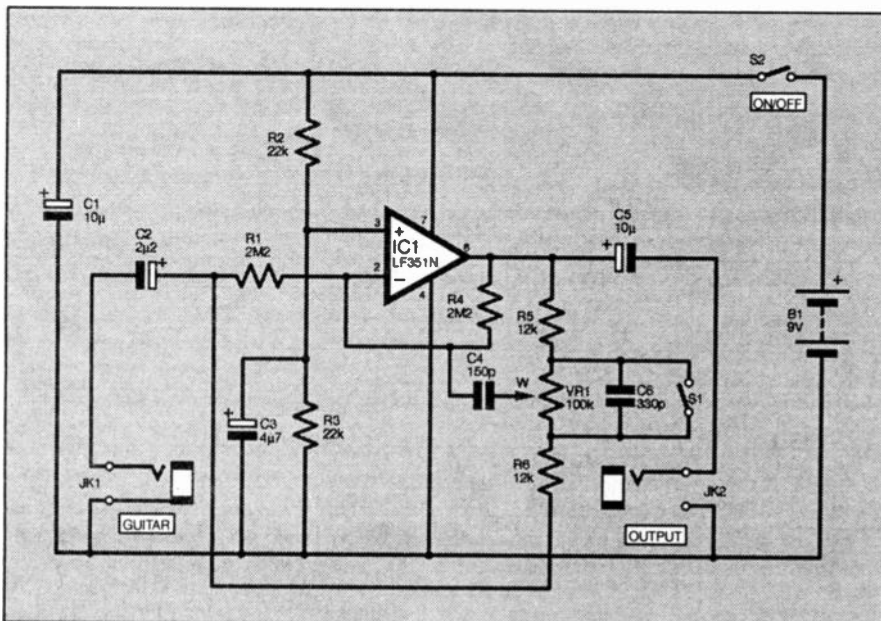 S2
ON/OFF
R2
22k
C1
10µ
+
C2
2µ2
+
R1
2M2
3
+
7
IC1
LF351N
6
2
−
4
C5
10µ
+
R4
2M2
R5
12k
+
B1
9V
C4
150p
W
VR1
100k
C6
330p
S1
+
C3
4µ7
R3
22k
R6
12k
JK1
GUITAR
JK2
OUTPUT